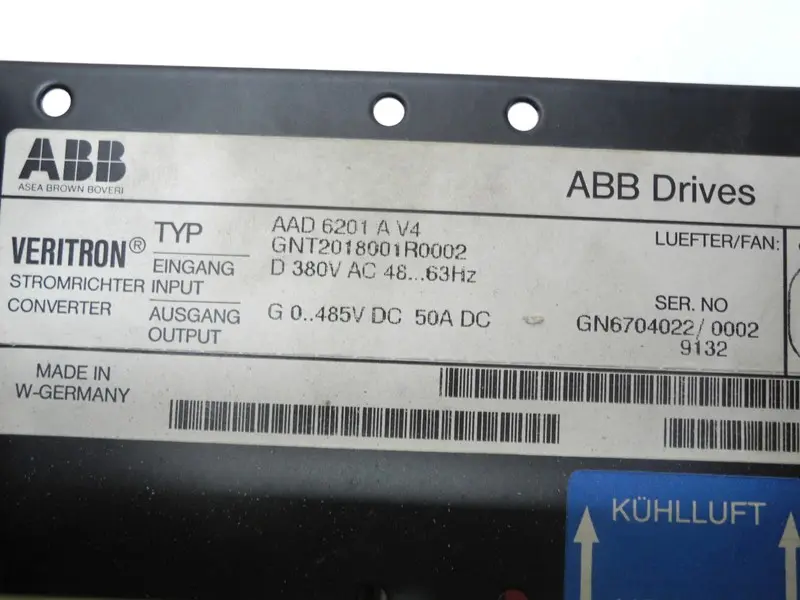 ABB
ASEA BROWN BOVERI
ABB Drives
VERITRON®
STROMRICHTER
CONVERTER
TYP AAD 6201 A V4
GNT2018001R0002
EINGANG D 380V AC 48...63Hz
INPUT
AUSGANG G 0..485V DC 50A DC
OUTPUT
LUEFTER/FAN:
SER. NO
GN6704022/0002
9132
MADE IN
W-GERMANY
KÜHLLUFT